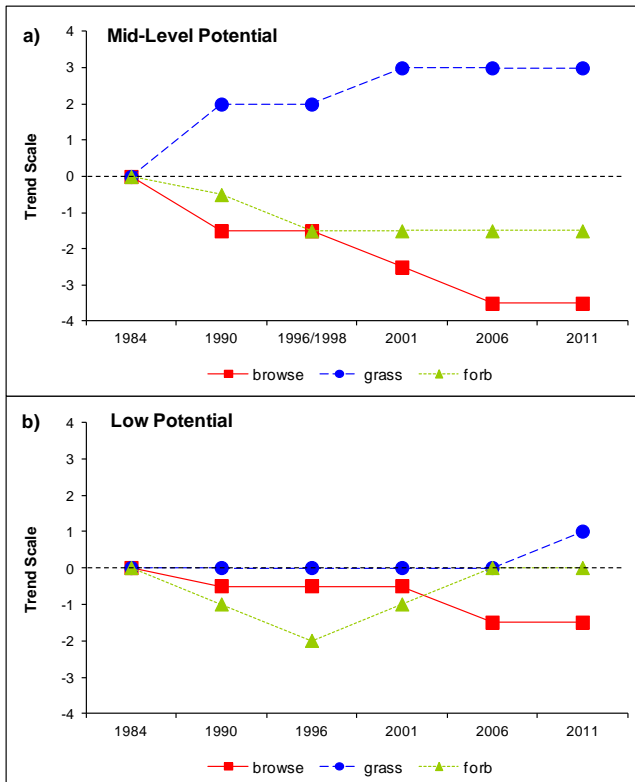 a) Mid-Level Potential
4
3
2
1
0
-1
-2
-3
-4
Trend Scale
1984 1990 1996/1998 2001 2006 2011
browse grass forb
b) Low Potential
4
3
2
1
0
-1
-2
-3
-4
Trend Scale
1984 1990 1996 2001 2006 2011
browse grass forb